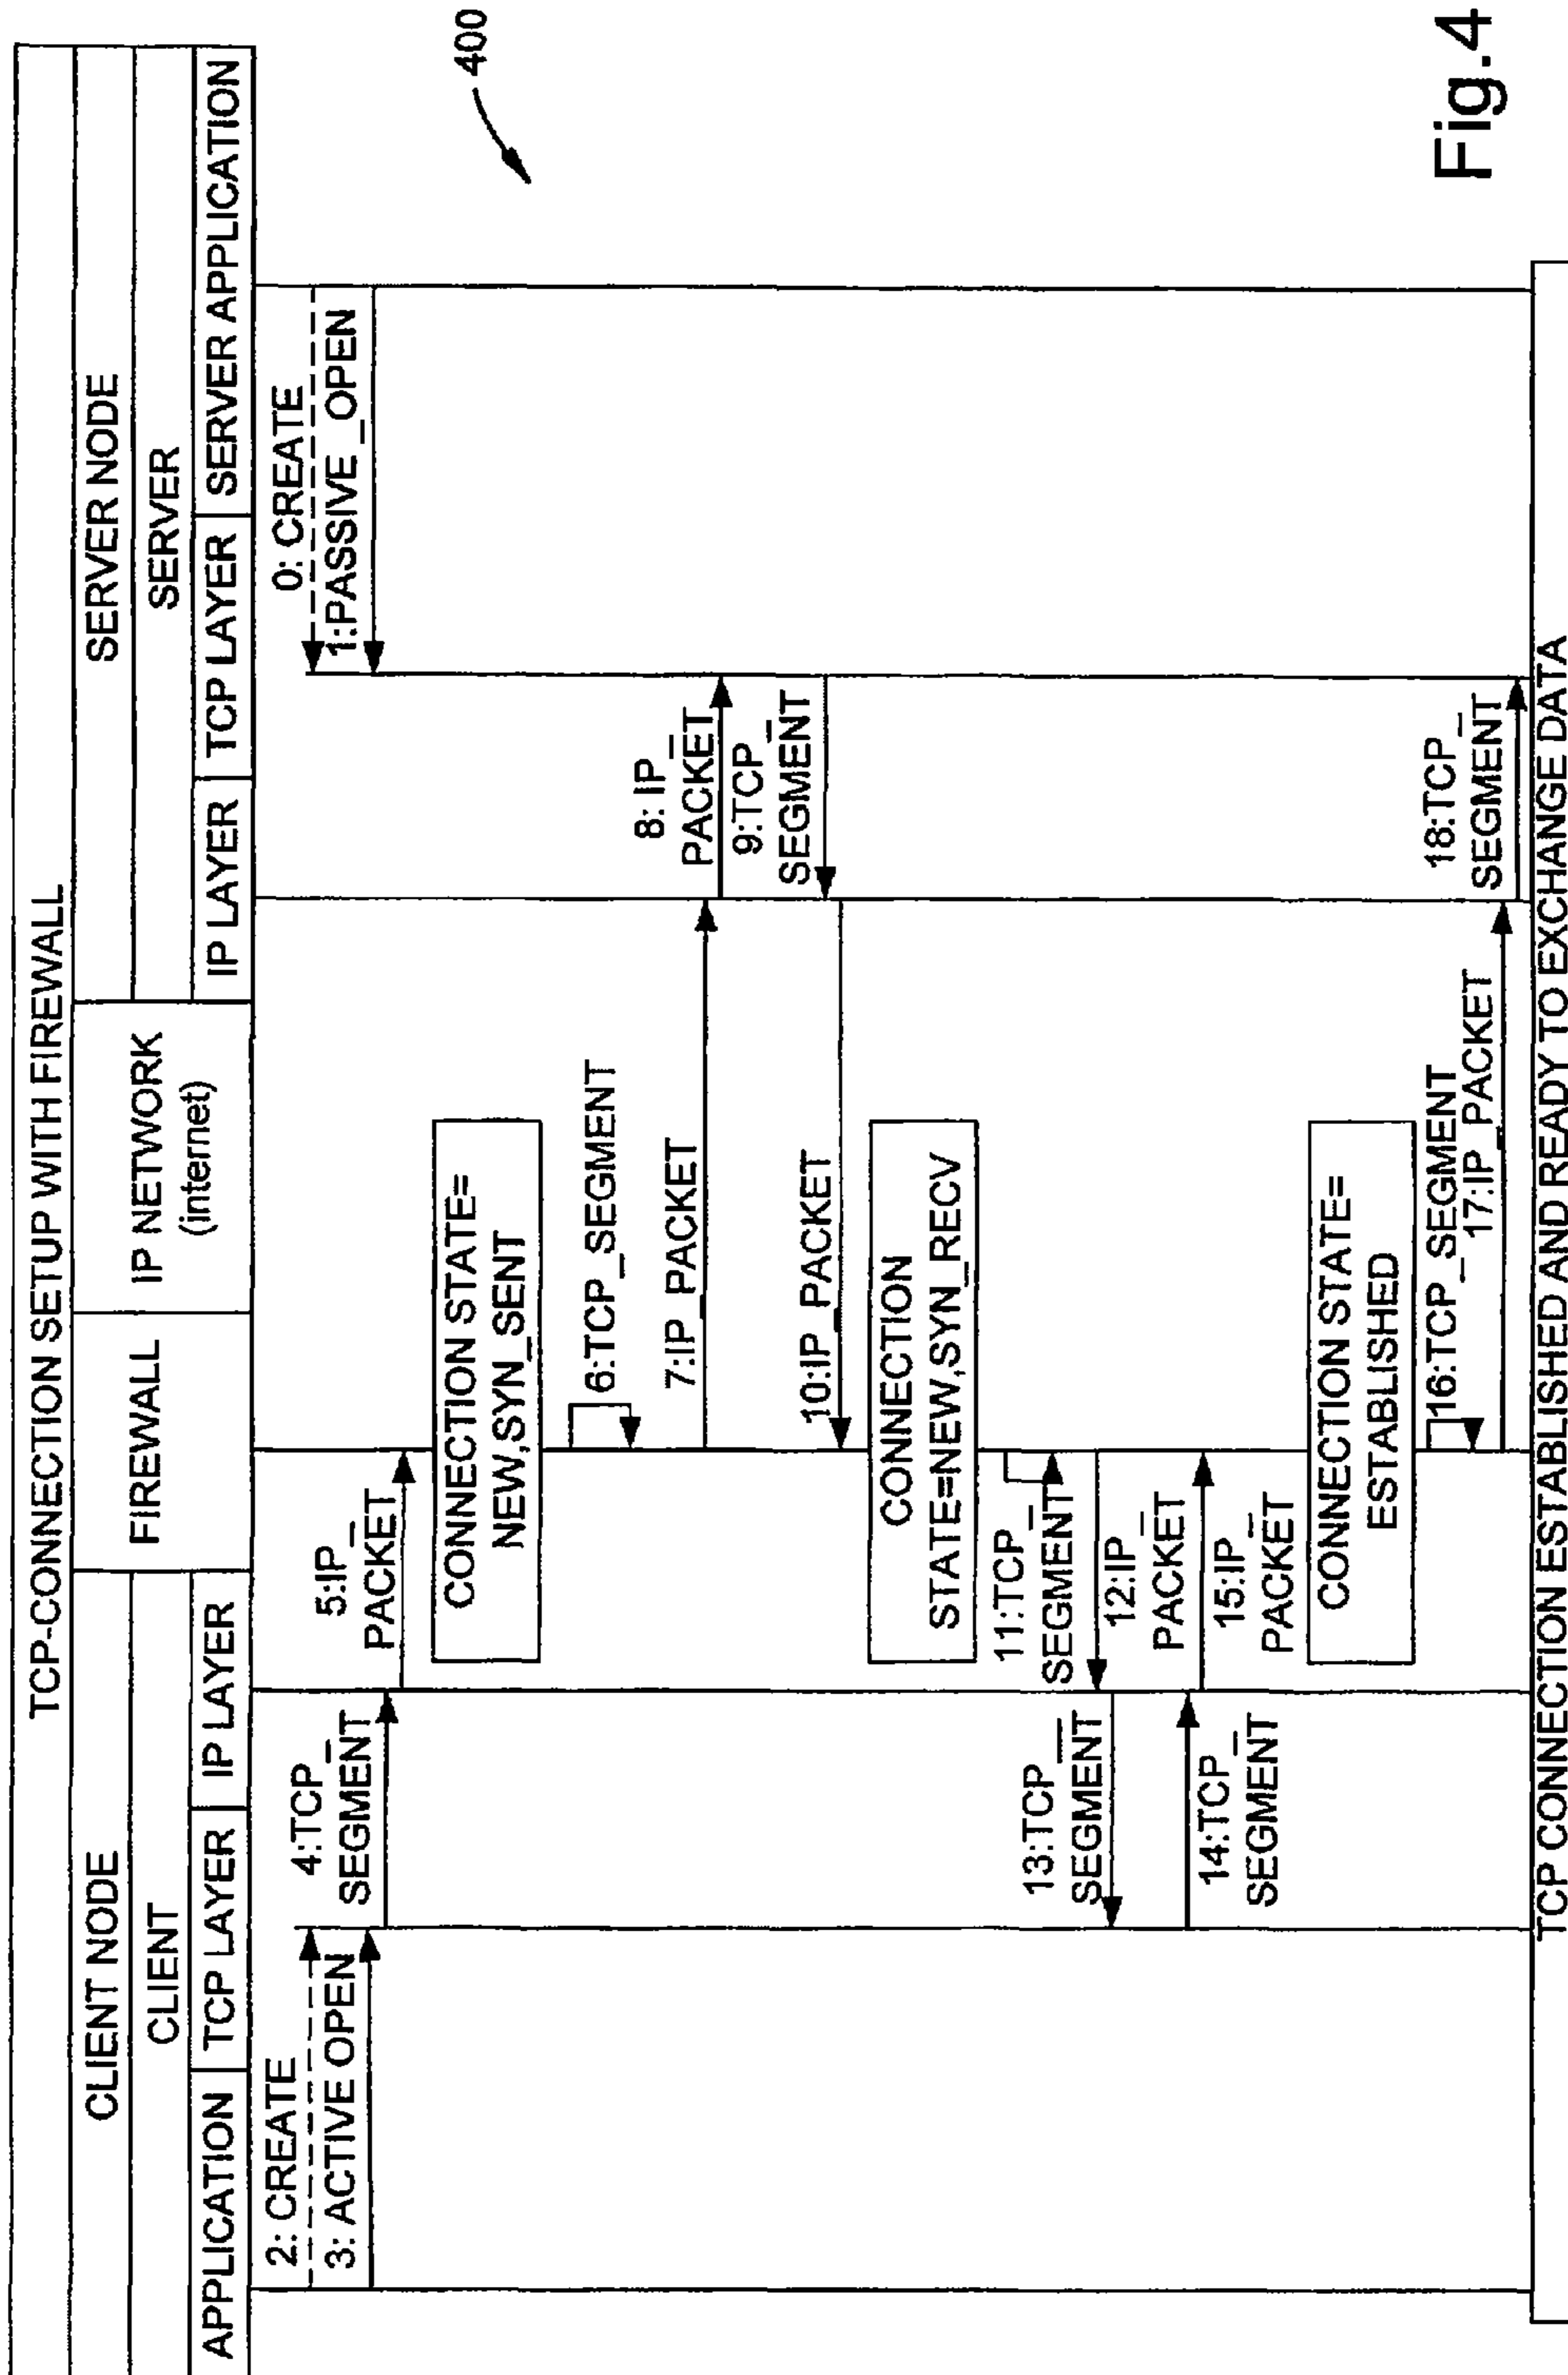 TCP-CONNECTION SETUP WITH FIREWALL
CLIENT NODE
FIREWALL
IP NETWORK
(internet)
SERVER NODE
CLIENT
SERVER
APPLICATION
TCP LAYER
IP LAYER
IP LAYER
TCP LAYER
SERVER APPLICATION
2: CREATE
3: ACTIVE OPEN
0: CREATE
1:PASSIVE_OPEN
4:TCP_
SEGMENT
5:IP_
PACKET
400
CONNECTION STATE=
NEW,SYN_SENT
6:TCP_SEGMENT
7:IP_PACKET
8: IP_
PACKET
9:TCP_
SEGMENT
10:IP_PACKET
CONNECTION
STATE=NEW,SYN_RECV
11:TCP_
SEGMENT
12:IP_
PACKET
13:TCP_
SEGMENT
14:TCP_
SEGMENT
15:IP_
PACKET
CONNECTION STATE=
ESTABLISHED
16:TCP_SEGMENT
17:IP_PACKET
18:TCP_
SEGMENT
TCP CONNECTION ESTABLISHED AND READY TO EXCHANGE DATA
Fig.4